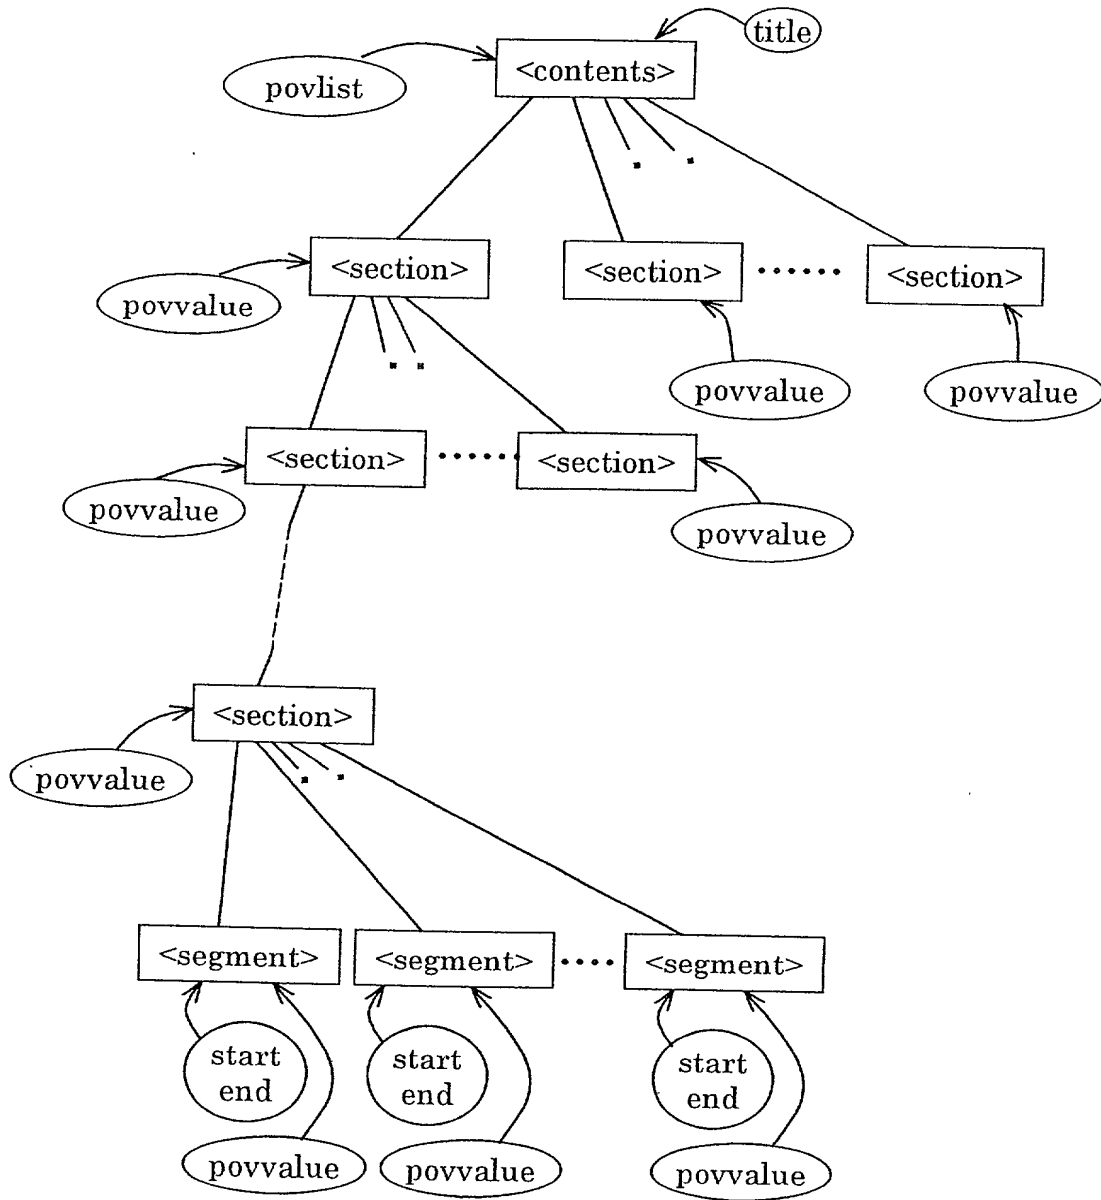 title
<contents>
povlist
<section>
<section>
<section>
povvalue
povvalue
povvalue
<section>
<section>
povvalue
povvalue
<section>
povvalue
<segment>
<segment>
<segment>
start
end
start
end
start
end
povvalue
povvalue
povvalue